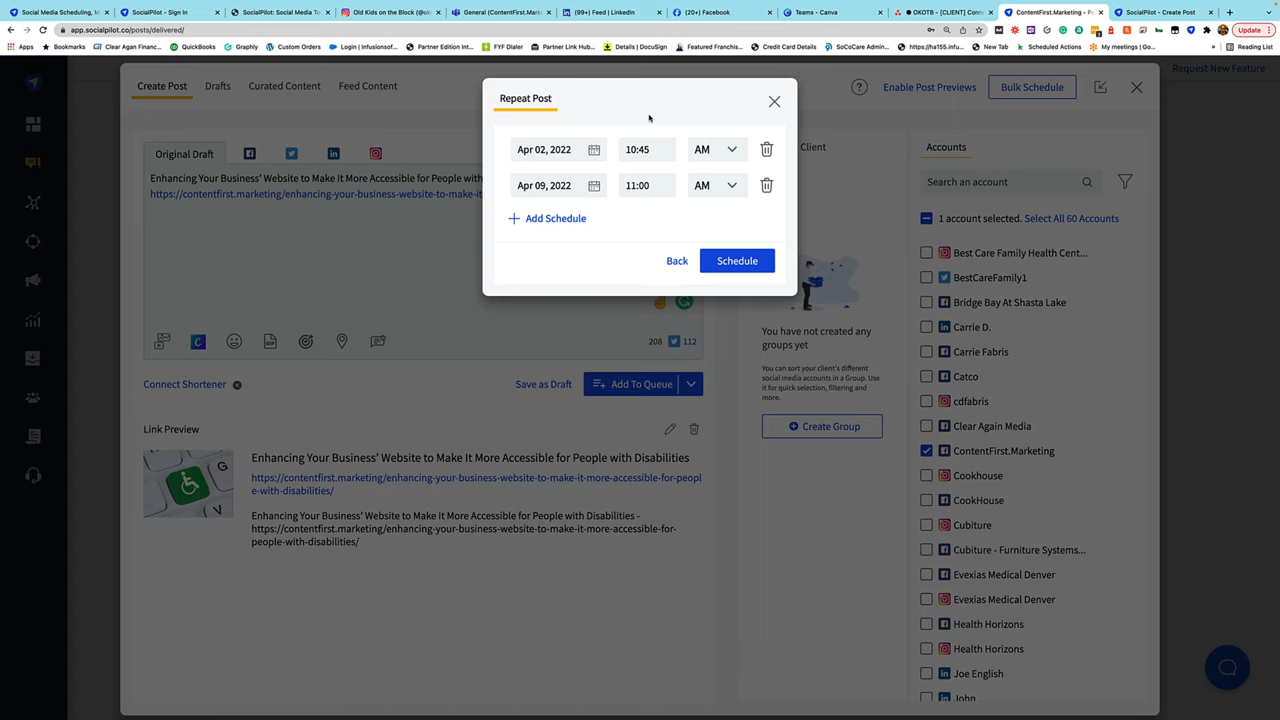 Social Media Scheduling, M
SocialPilot - Sign In
SocialPilot: Social Media To
Old Kids on the Block (@ok
General (ContentFirst.Mark
(99+) Feed | LinkedIn
(20+) Facebook
Teams - Canva
OKOTB - [CLIENT] Conn
ContentFirst.Marketing - P
SocialPilot - Create Post
app.socialpilot.co/posts/delivered/
Update
Apps
Bookmarks
Clear Agan Financ...
QuickBooks
Graphly
Custom Orders
Login | Infusionsof...
Partner Edition Int...
FYF Dialer
Partner Link Hub...
Details | DocuSign
Featured Franchis...
Credit Card Details
SoCoCare Admin...
https://ha155.infu...
New Tab
Scheduled Actions
My meetings | Go...
»
Reading List
Request New Feature
Create Post
Drafts
Curated Content
Feed Content
Enable Post Previews
Bulk Schedule
Repeat Post
Apr 02, 2022
10:45
AM
Apr 09, 2022
11:00
AM
Add Schedule
Back
Schedule
Original Draft
Enhancing Your Business' Website to Make It More Accessible for People
https://contentfirst.marketing/enhancing-your-business-website-to-make-it
208
112
Connect Shortener
Save as Draft
Add To Queue
Link Preview
Enhancing Your Business' Website to Make It More Accessible for People with Disabilities
https://contentfirst.marketing/enhancing-your-business-website-to-make-it-more-accessible-for-peopl
e-with-disabilities/
Enhancing Your Business' Website to Make It More Accessible for People with Disabilities -
https://contentfirst.marketing/enhancing-your-business-website-to-make-it-more-accessible-for-
people-with-disabilities/
G
V
Client
You have not created any
groups yet
You can sort your client's different
social media accounts in a Group. Use
it for quick selection, filtering and
more.
Create Group
Accounts
Search an account
1 account selected. Select All 60 Accounts
Best Care Family Health Cent...
BestCareFamily1
Bridge Bay At Shasta Lake
Carrie D.
Carrie Fabris
Catco
cdfabris
Clear Again Media
ContentFirst.Marketing
Cookhouse
CookHouse
Cubiture
Cubiture - Furniture Systems...
Evexias Medical Denver
Evexias Medical Denver
Health Horizons
Health Horizons
Joe English
John